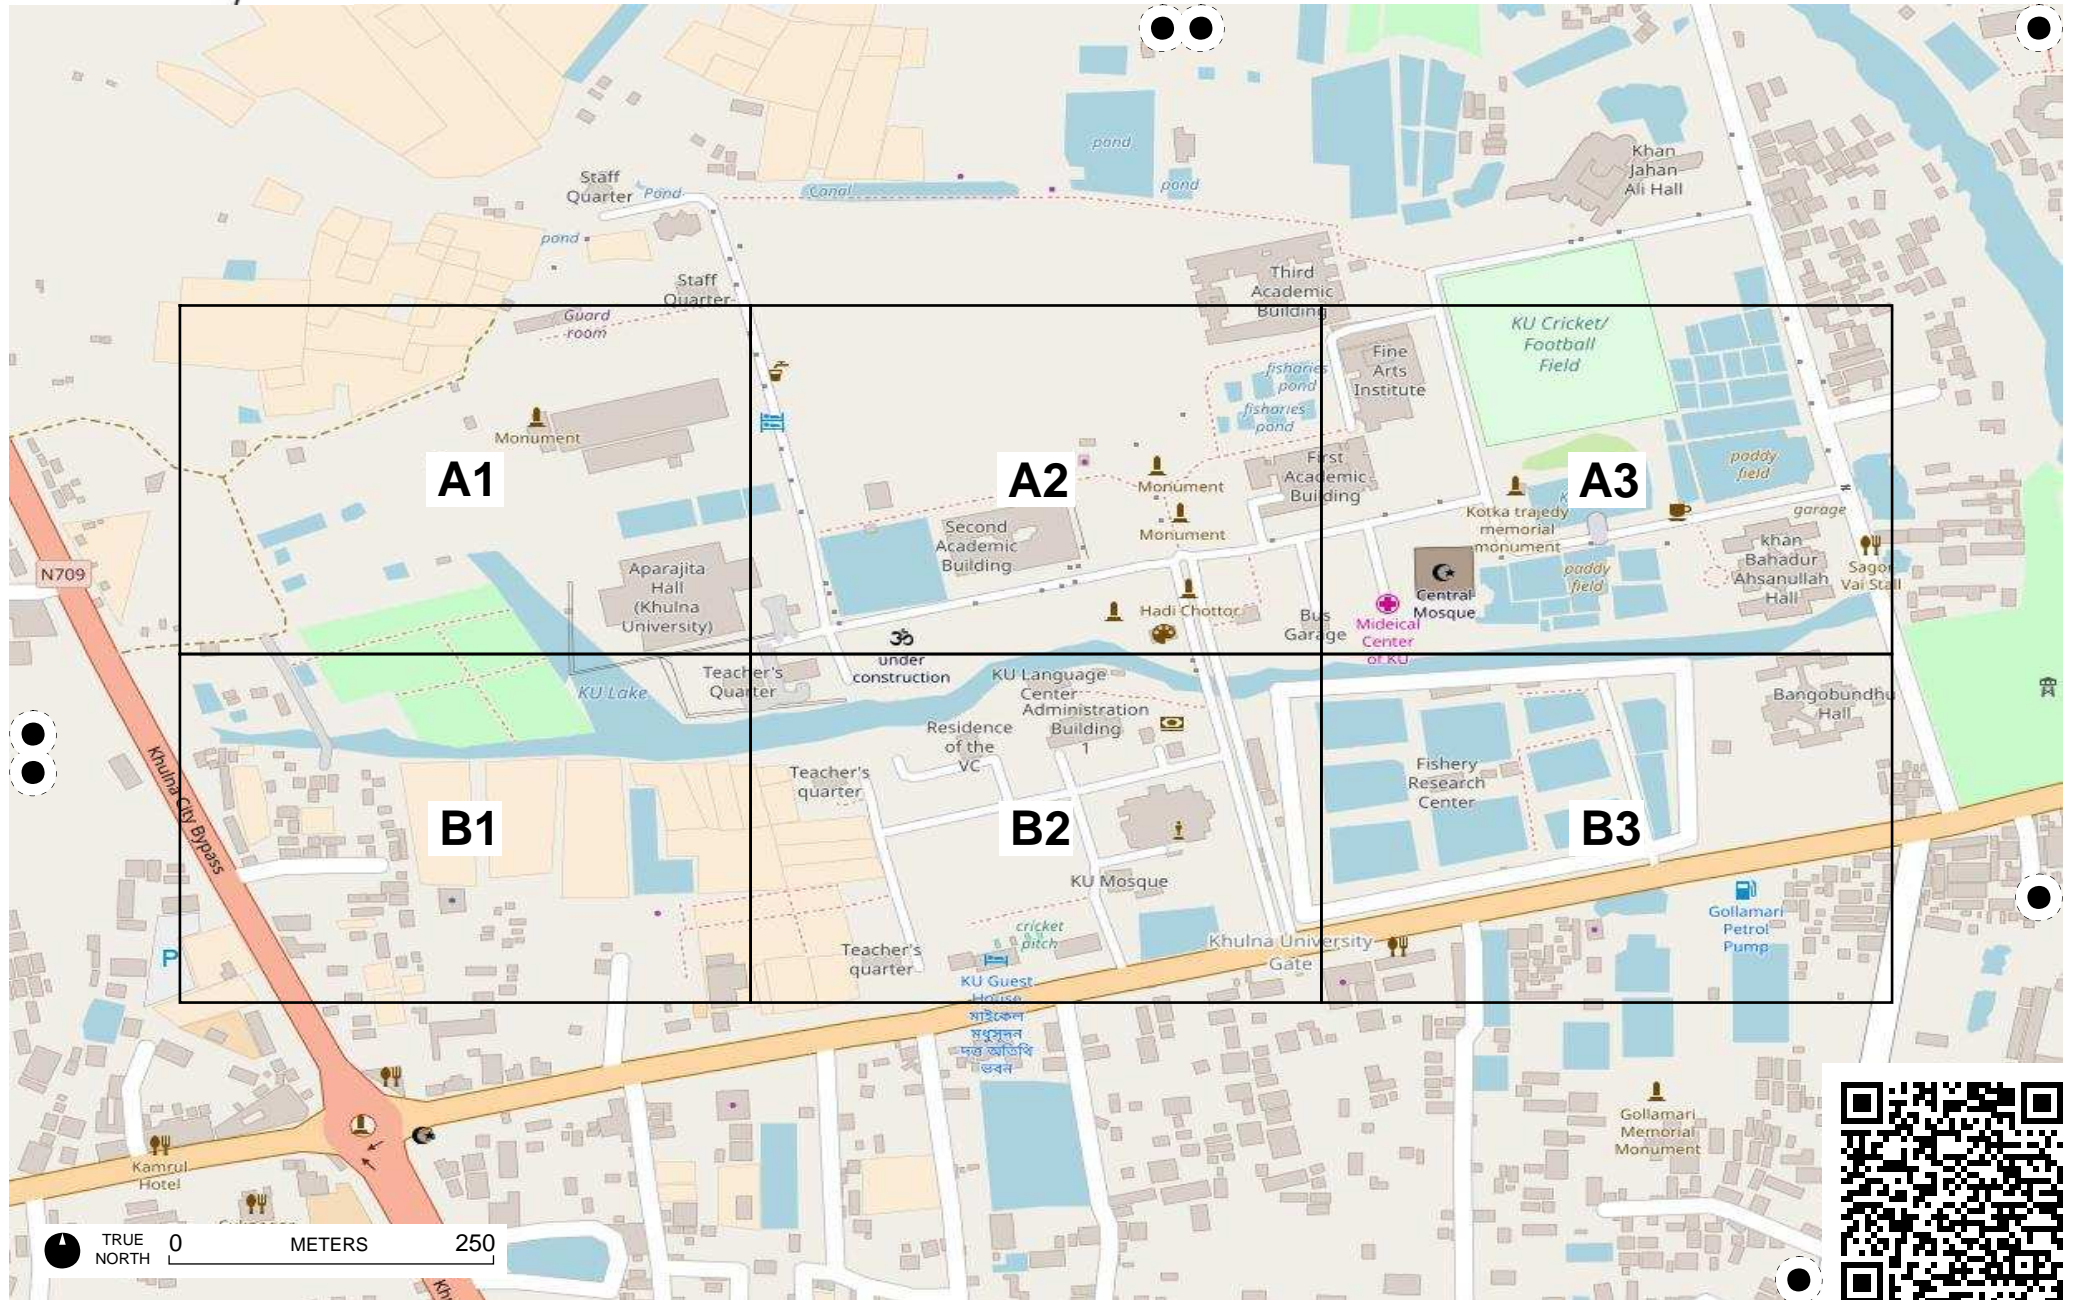 Khan
Jahan
Ali Hall
pond
pond
Canal
Staff
Quarter
Pond
pond
Staff
Quarter
Third
Academic
Building
Guard
room
KU Cricket/
Football
Field
Fine
Arts
Institute
fisharies
pond
fisharies
pond
Monument
A1
A2
A3
Monument
Monument
First
Academic
Building
paddy
field
K
Kotka trajedy
memorial
monument
garage
Second
Academic
Building
N709
Aparajita
Hall
(Khulna
University)
khan
Bahadur
Ahsanullah
Hall
Sagor
Vai Stall
paddy
field
Central
Mosque
Hadi Chottor
Bus
Garage
Mideical
Center
of KU
ॐ
under
construction
Teacher's
Quarter
KU Lake
KU Language
Center
Administration
Building
1
Bangobundhu
Hall
Residence
of the
VC
Teacher's
quarter
Fishery
Research
Center
Khulna City Bypass
B1
B2
B3
KU Mosque
cricket
pitch
Khulna University
Gate
Gollamari
Petrol
Pump
P
Teacher's
quarter
KU Guest
House
মাইকেল
মধুসূদন
দত্ত অতিথি
ভবন
Gollamari
Memorial
Monument
Kamrul
Hotel
TRUE
NORTH
0 METERS 250
Khu